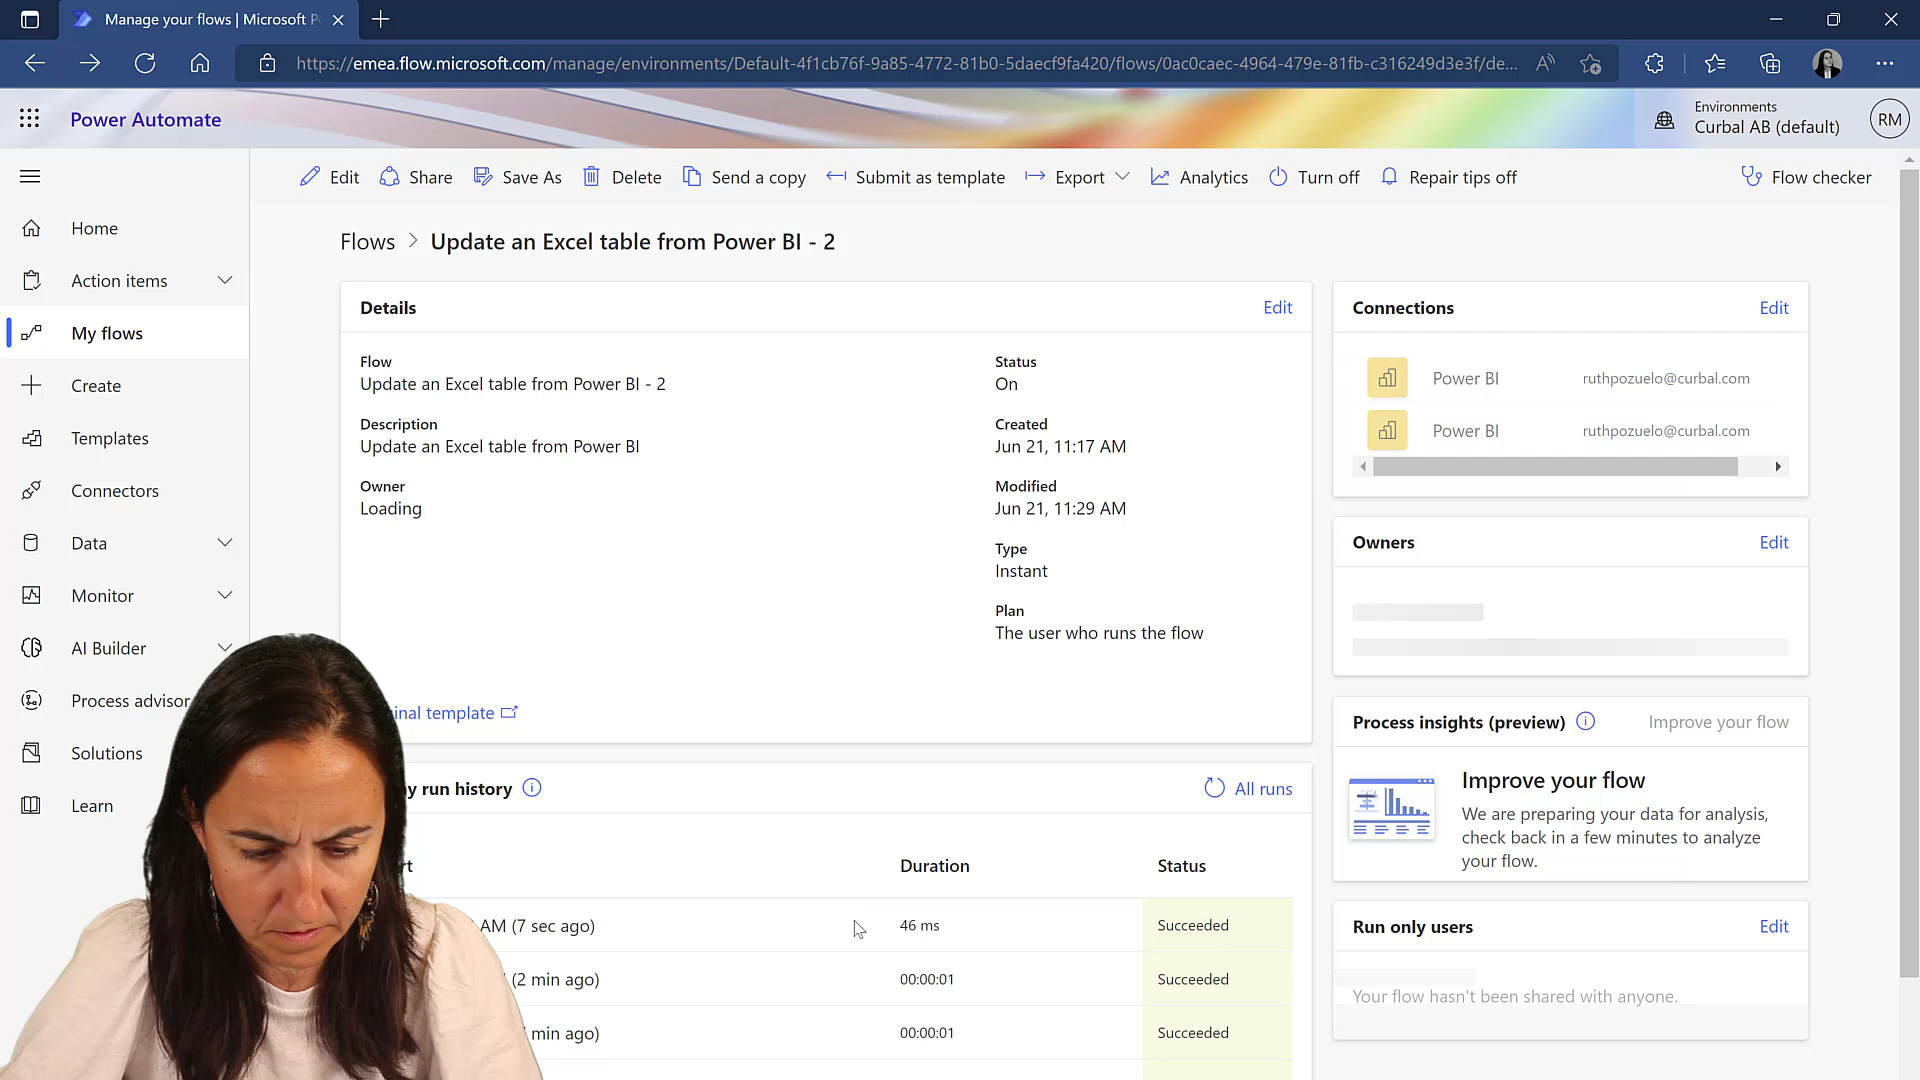 Manage your flows | Microsoft P
https://emea.flow.microsoft.com/manage/environments/Default-4f1cb76f-9a85-4772-81b0-5daecf9fa420/flows/0ac0caec-4964-479e-81fb-c316249d3e3f/de...
Power Automate
Environments
Curbal AB (default)
RM
Edit
Share
Save As
Delete
Send a copy
Submit as template
Export
Analytics
Turn off
Repair tips off
Flow checker
Home
Action items
My flows
Create
Templates
Connectors
Data
Monitor
AI Builder
Process advisor
Solutions
Learn
Flows > Update an Excel table from Power BI - 2
Details
Edit
Flow
Update an Excel table from Power BI - 2
Description
Update an Excel table from Power BI
Owner
Loading
Status
On
Created
Jun 21, 11:17 AM
Modified
Jun 21, 11:29 AM
Type
Instant
Plan
The user who runs the flow
template
run history
All runs
Duration
Status
AM (7 sec ago)
46 ms
Succeeded
(2 min ago)
00:00:01
Succeeded
min ago)
00:00:01
Succeeded
Connections
Edit
Power BI
ruthpozuelo@curbal.com
Power BI
ruthpozuelo@curbal.com
Owners
Edit
Process insights (preview)
Improve your flow
Improve your flow
We are preparing your data for analysis,
check back in a few minutes to analyze
your flow.
Run only users
Edit
Your flow hasn't been shared with anyone.